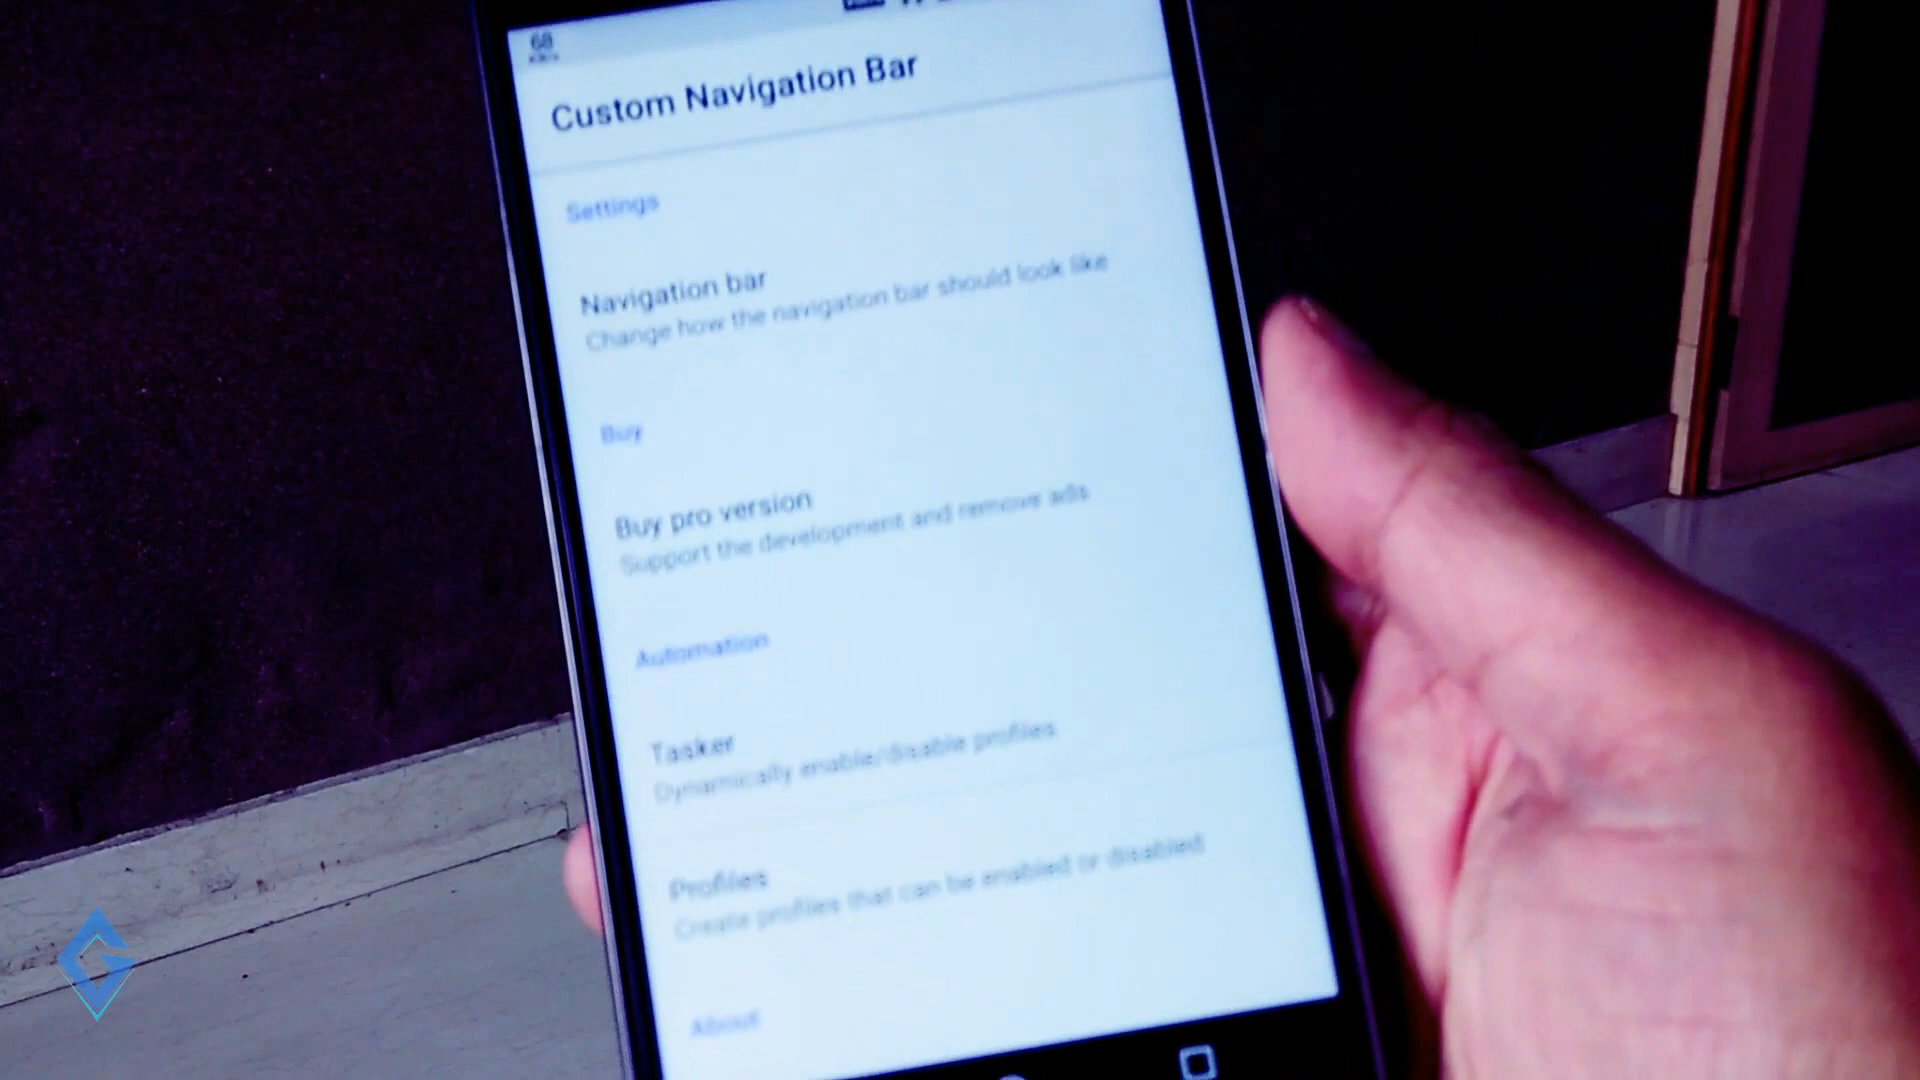 68
KB/s
Custom Navigation Bar
Settings
Navigation bar
Change how the navigation bar should look like
Buy
Buy pro version
Support the development and remove ads
Automation
Tasker
Dynamically enable/disable profiles
Profiles
Create profiles that can be enabled or disabled
About